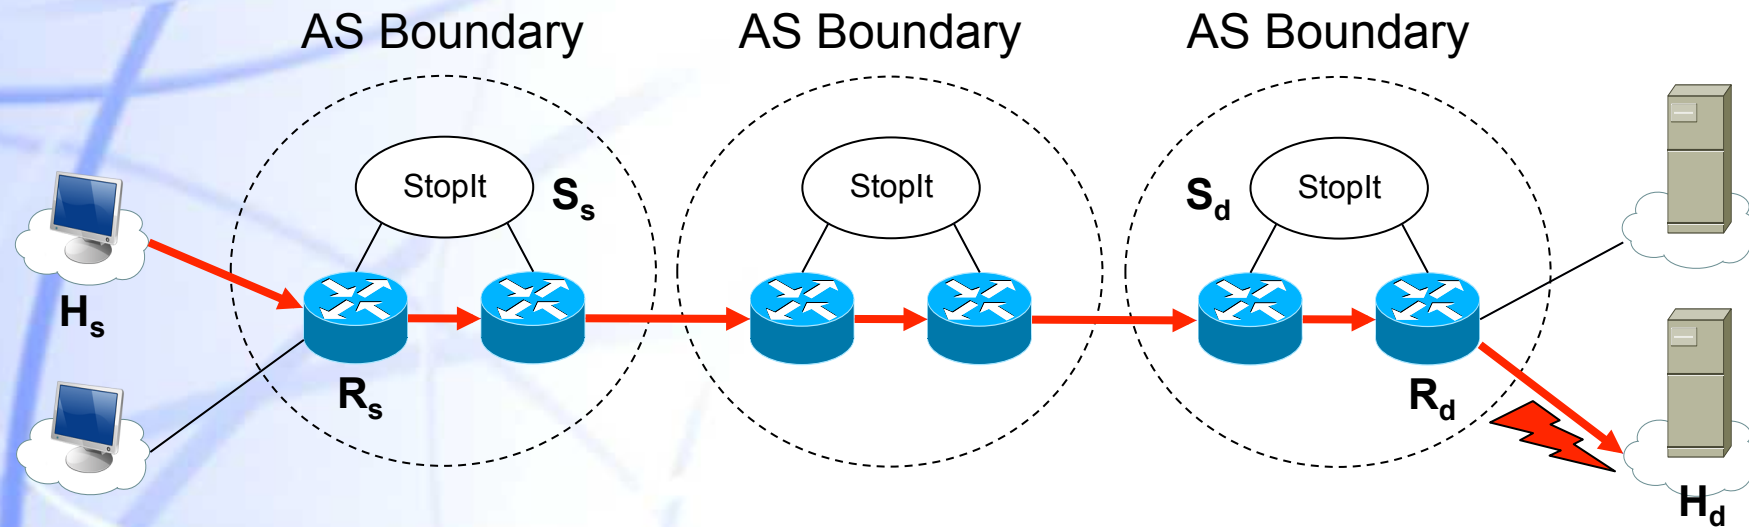 AS Boundary AS Boundary AS Boundary
StopIt Ss StopIt Sd StopIt
Hs
Rs Rd
Hd